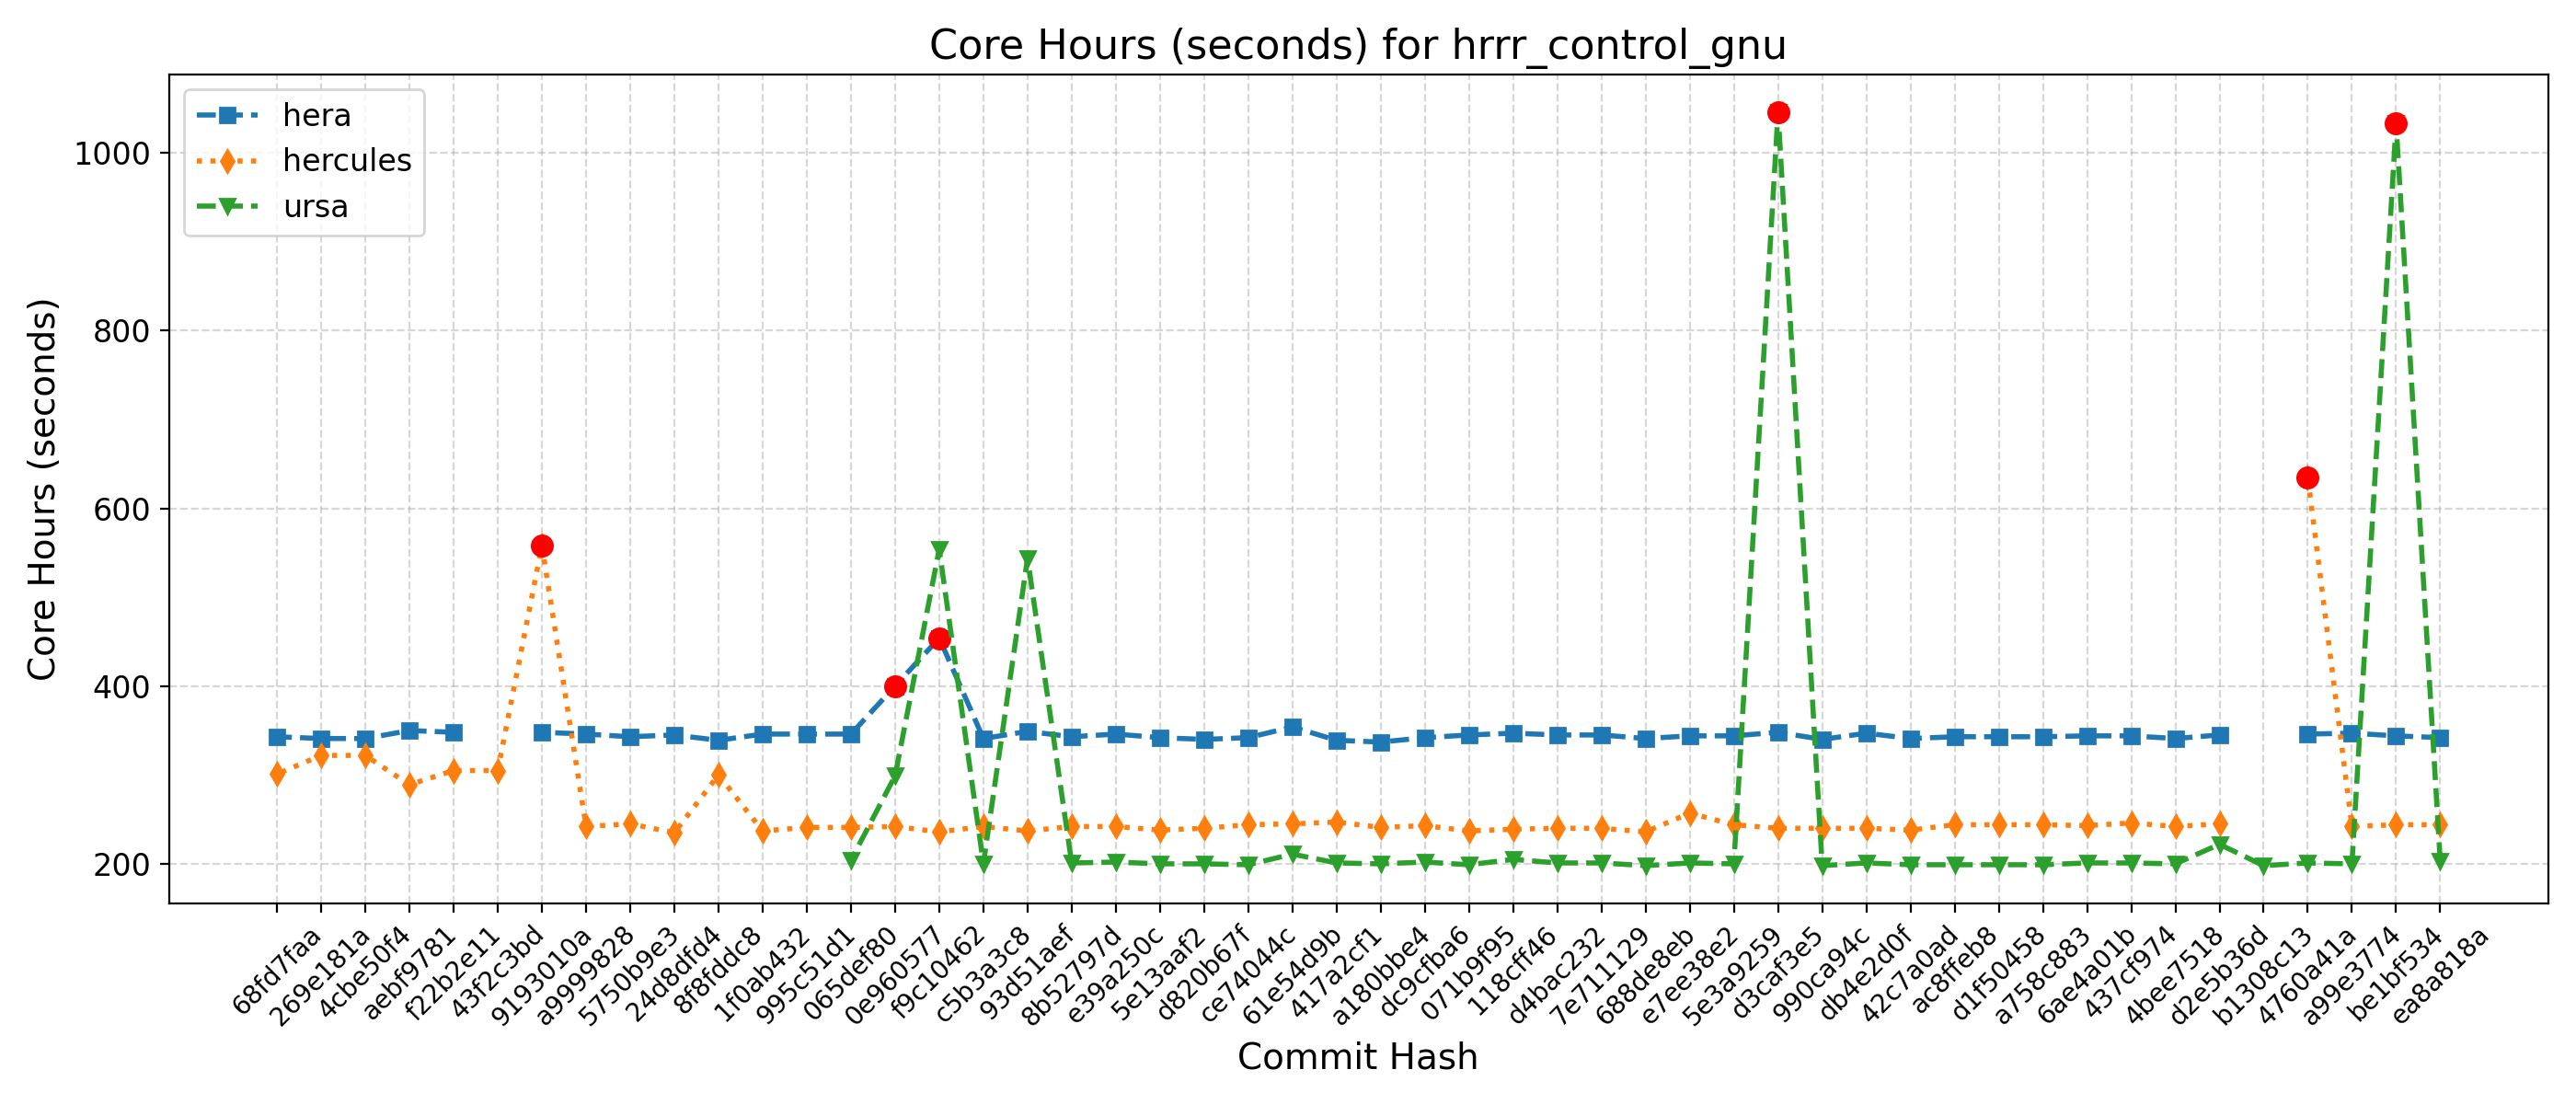 Core Hours (seconds) for hrrr_control_gnu
hera
hercules
ursa
Core Hours (seconds)
1000
800
600
400
200
68fd7faa
269e181a
4cbe50f4
aebf9781
f22b2e11
43f2c3bd
9193010a
a9999828
5750b9e3
24d8dfd4
8f8fddc8
1f0ab432
995c51d1
065def80
0e960577
f9c10462
c5b3a3c8
93d51aef
8b52797d
e39a250c
5e13aaf2
d820b67f
ce74044c
61e54d9b
417a2cf1
a180bbe4
dc9cfba6
071b9f95
118cff46
d4bac232
7e711129
688de8eb
e7ee38e2
5e3a9259
d3caf3e5
990ca94c
db4e2d0f
42c7a0ad
ac8ffeb8
d1f50458
a758c883
6ae4a01b
437cf974
4bee7518
d2e5b36d
b1308c13
4760a41a
a99e3774
be1bf534
ea8a818a
Commit Hash